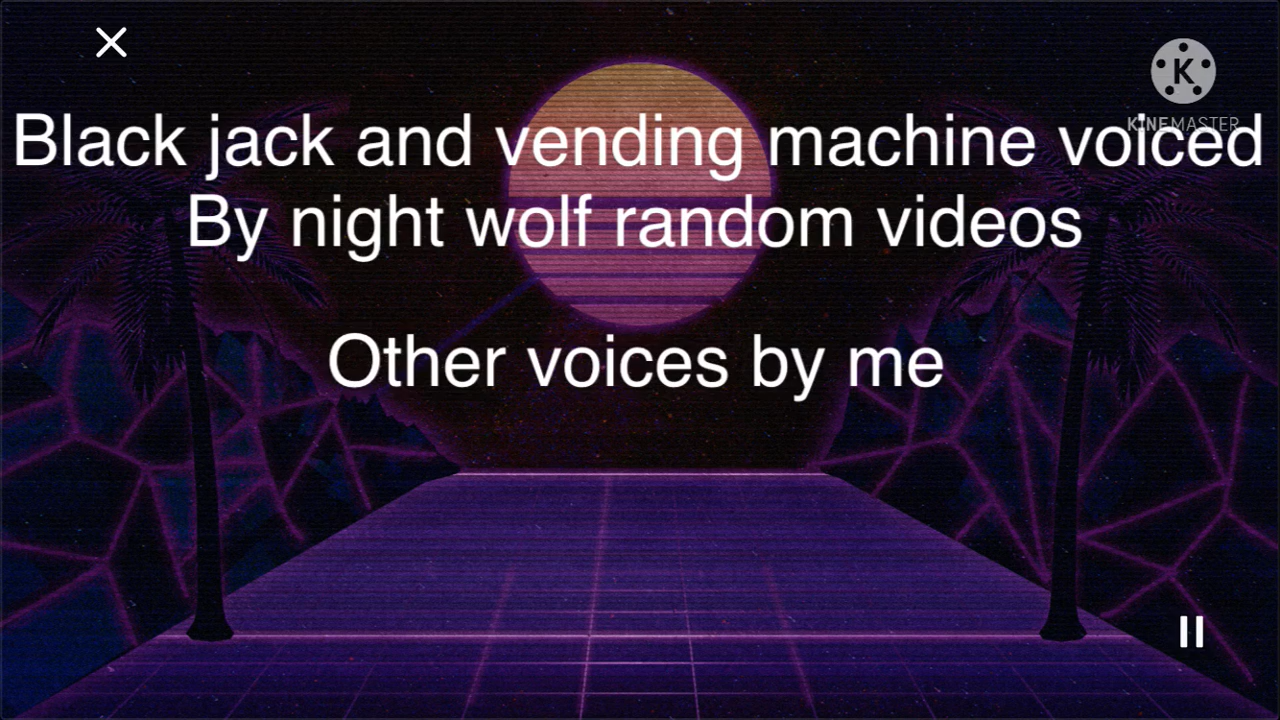 K
KINEMASTER
Black jack and vending machine voiced
By night wolf random videos
Other voices by me